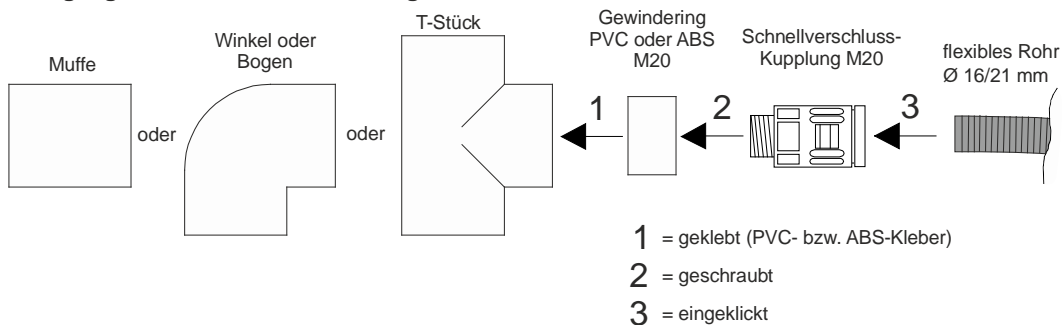 Muffe
oder
Winkel oder
Bogen
oder
T-Stück
1
Gewindering
PVC oder ABS
M20
2
Schnellverschluss-
Kupplung M20
3
flexibles Rohr
Ø 16/21 mm
1 = geklebt (PVC- bzw. ABS-Kleber)
2 = geschraubt
3 = eingeklickt